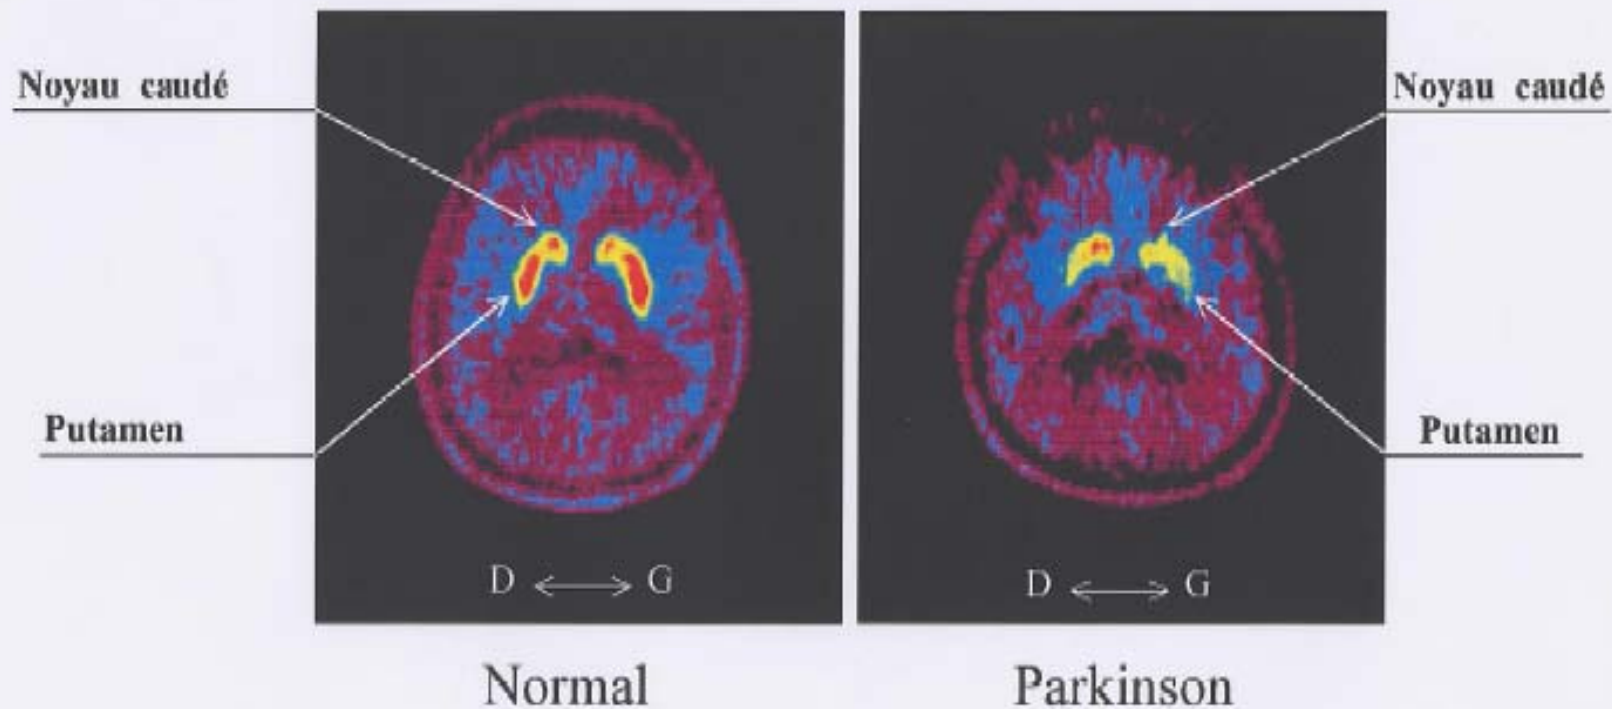 Noyau caudé
Noyau caudé
Putamen
Putamen
D G
D G
Normal
Parkinson